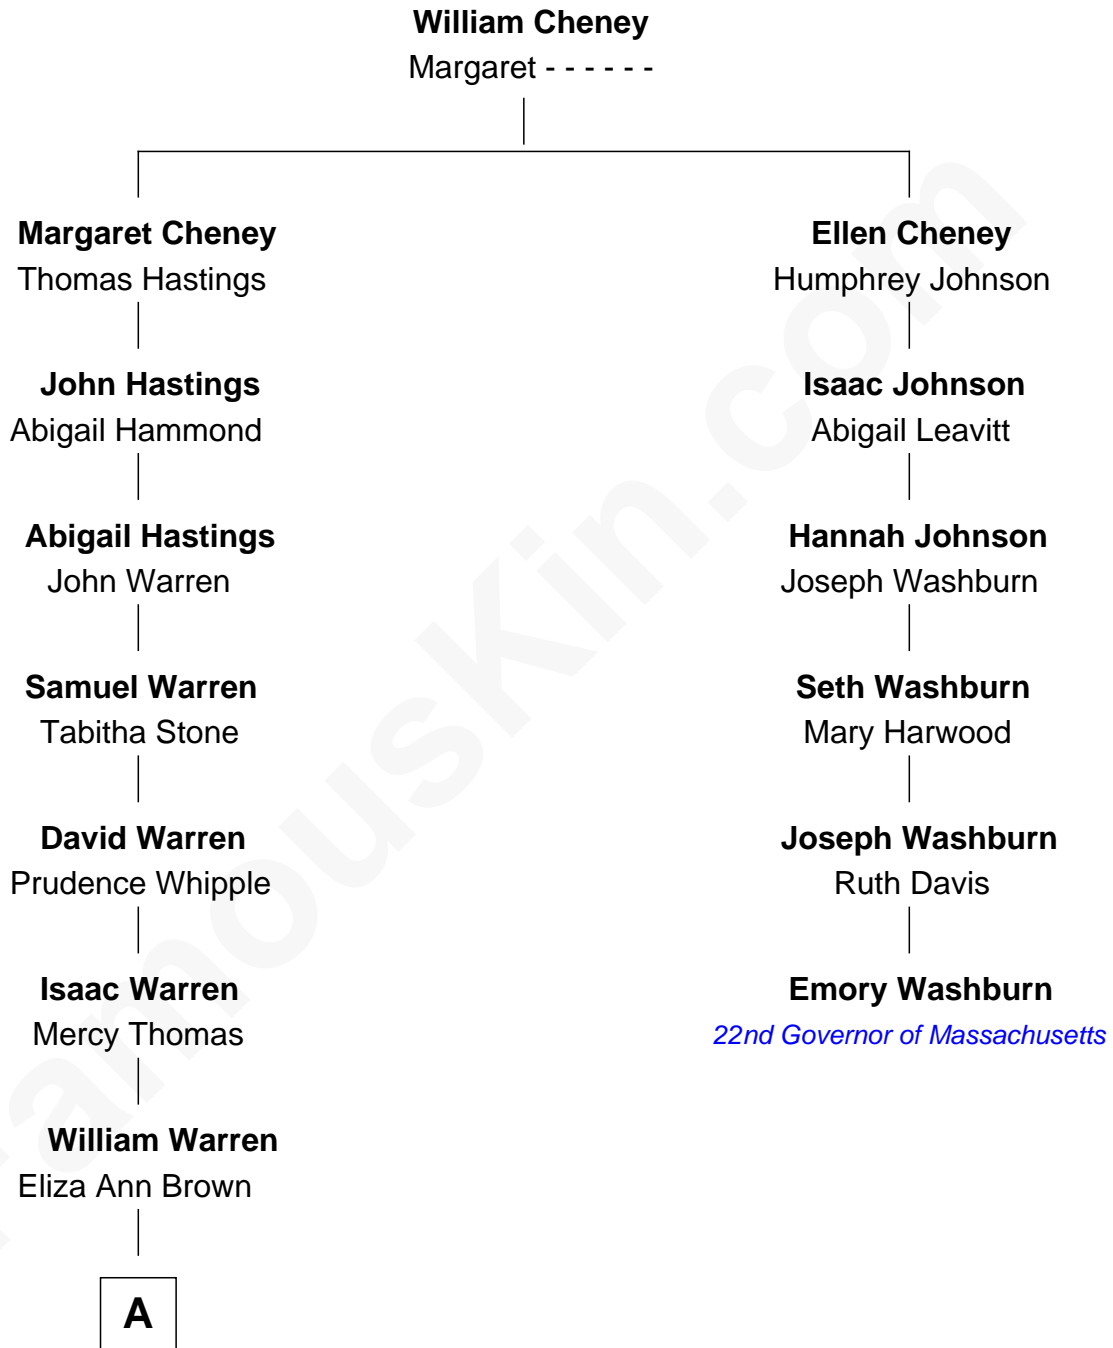 William Cheney
Margaret - - - - - -
Margaret Cheney
Thomas Hastings
Ellen Cheney
Humphrey Johnson
John Hastings
Abigail Hammond
Isaac Johnson
Abigail Leavitt
Abigail Hastings
John Warren
Hannah Johnson
Joseph Washburn
Samuel Warren
Tabitha Stone
Seth Washburn
Mary Harwood
David Warren
Prudence Whipple
Joseph Washburn
Ruth Davis
Isaac Warren
Mercy Thomas
Emory Washburn
22nd Governor of Massachusetts
William Warren
Eliza Ann Brown
A
FamousKin.com